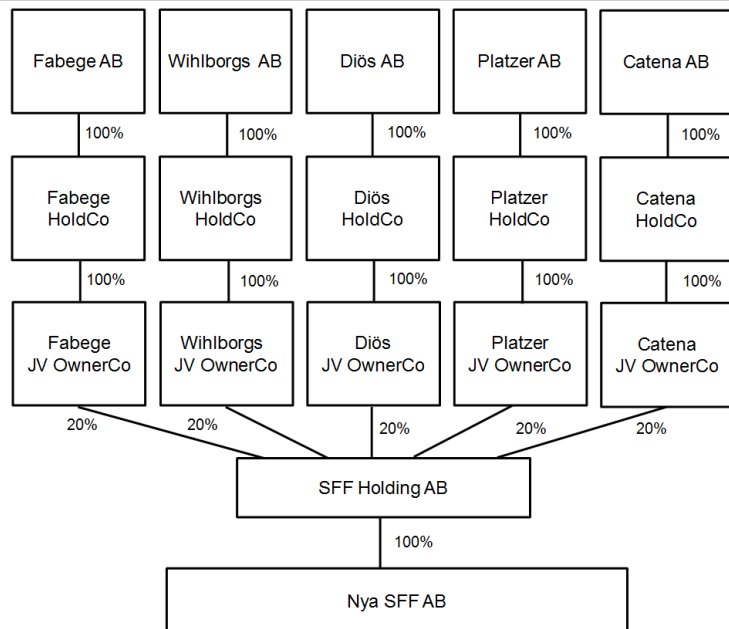 Fabege AB
Wihlborgs AB
Diös AB
Platzer AB
Catena AB
100%
100%
100%
100%
100%
Fabege
HoldCo
Wihlborgs
HoldCo
Diös
HoldCo
Platzer
HoldCo
Catena
HoldCo
100%
100%
100%
100%
100%
Fabege
JV OwnerCo
Wihlborgs
JV OwnerCo
Diös
JV OwnerCo
Platzer
JV OwnerCo
Catena
JV OwnerCo
20%
20%
20%
20%
20%
SFF Holding AB
100%
Nya SFF AB